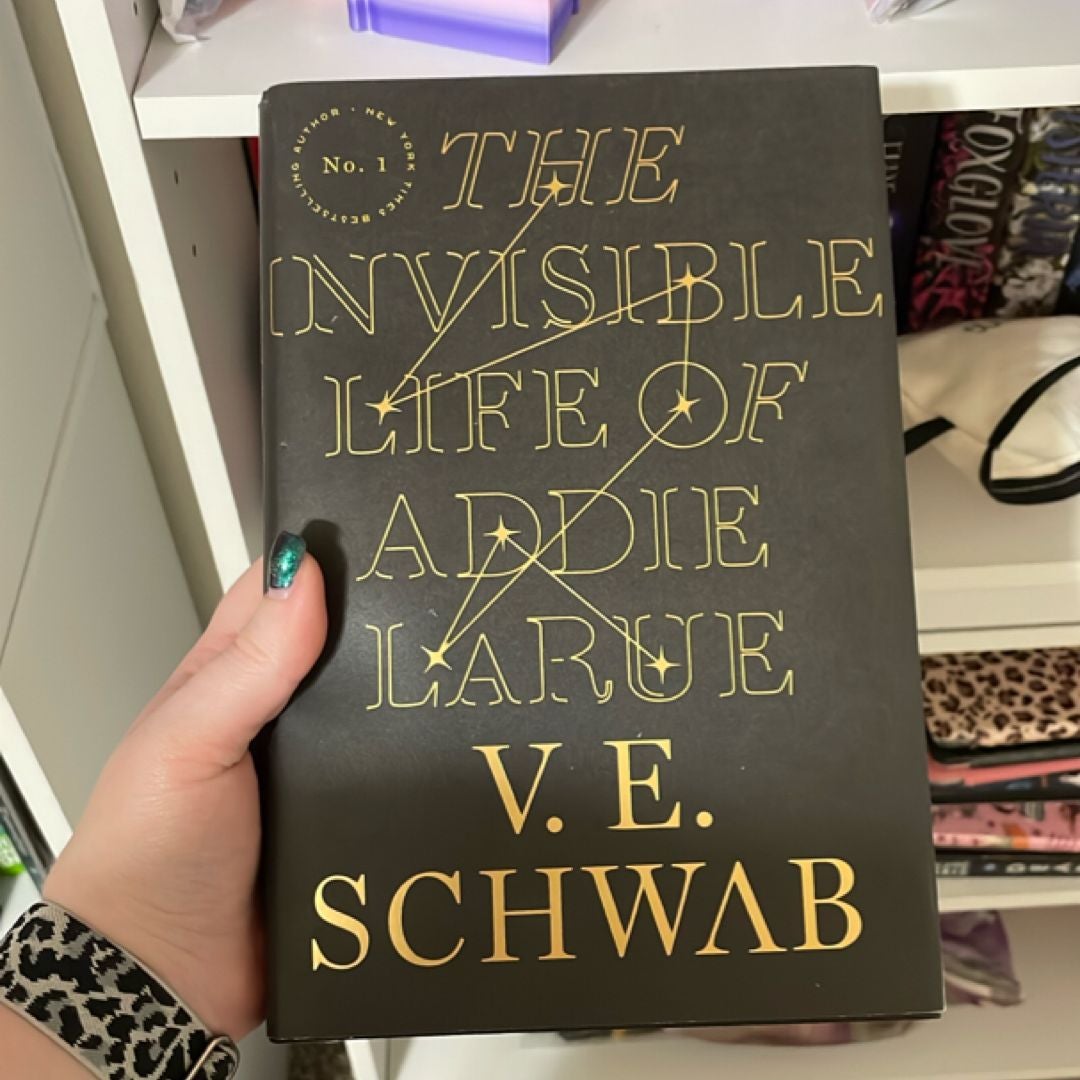 NEW YORK TIMES BESTSELLING AUTHOR ·
No. 1
THE
INVISIBLE
LIFE OF
ADDIE
LARUE
V. E.
SCHWAB
FOXGLOVE